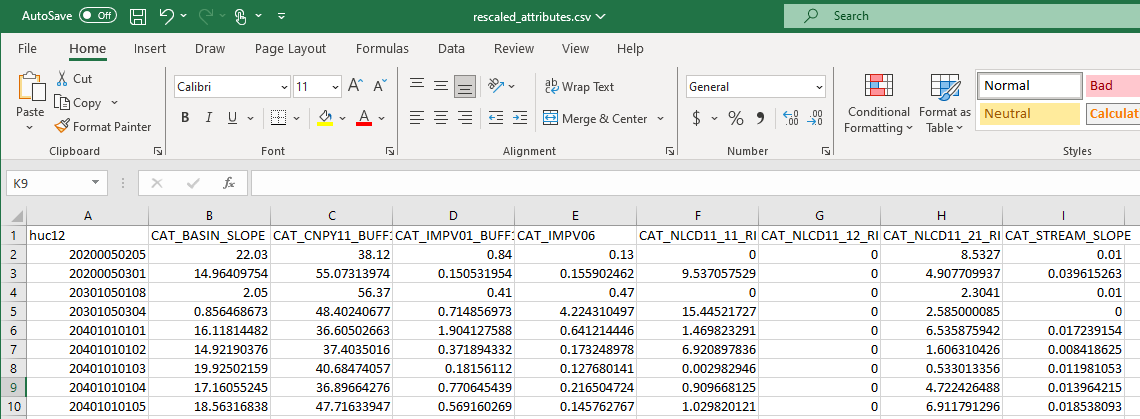 AutoSave Off rescaled_attributes.csv Search
File Home Insert Draw Page Layout Formulas Data Review View Help
Paste Cut Copy Format Painter Clipboard
Calibri 11 A A B I U A Font
ab Wrap Text Merge & Center Alignment
General $ % 9 .00 .00 Number
Conditional Formatting Format as Table Normal Bad Neutral Calculat Styles
K9 fx
A B C D E F G H I
1 huc12 CAT_BASIN_SLOPE CAT_CNPY11_BUFF1 CAT_IMPV01_BUFF1 CAT_IMPV06 CAT_NLCD11_11_RI CAT_NLCD11_12_RI CAT_NLCD11_21_RI CAT_STREAM_SLOPE
2 20200050205 22.03 38.12 0.84 0.13 0 0 8.5327 0.01
3 20200050301 14.96409754 55.07313974 0.150531954 0.155902462 9.537057529 0 4.907709937 0.039615263
4 20301050108 2.05 56.37 0.41 0.47 0 0 2.3041 0.01
5 20301050304 0.856468673 48.40240677 0.714856973 4.224310497 15.44521727 0 2.585000085 0
6 20401010101 16.11814482 36.60502663 1.904127588 0.641214446 1.469823291 0 6.535875942 0.017239154
7 20401010102 14.92190376 37.4035016 0.371894332 0.173248978 6.920897836 0 1.606310426 0.008418625
8 20401010103 19.92502159 40.68474057 0.18156112 0.127680141 0.002982946 0 0.533013356 0.011981053
9 20401010104 17.16055245 36.89664276 0.770645439 0.216504724 0.909668125 0 4.722426488 0.013964215
10 20401010105 18.56316838 47.71633947 0.569160269 0.145762767 1.029820121 0 6.911791296 0.018538093